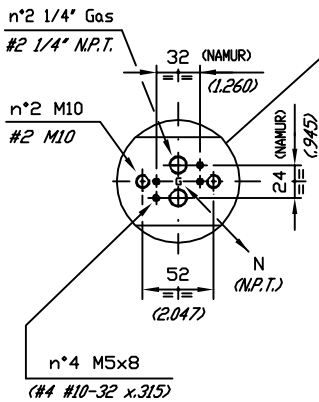 n°2 1/4" Gas
#2 1/4" N.P.T.
32 (NAMUR)
(1.260)
n°2 M10
#2 M10
(NAMUR)
24
(.945)
G
N
(N.P.T.)
52
(2.047)
n°4 M5x8
(#4 #10-32 x.315)